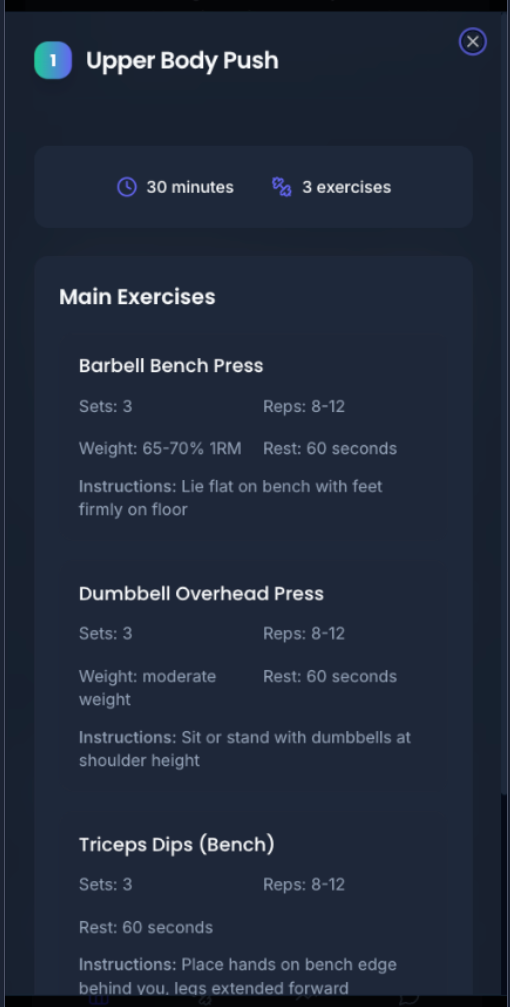 1 Upper Body Push
30 minutes 3 exercises
Main Exercises
Barbell Bench Press
Sets: 3 Reps: 8-12
Weight: 65-70% 1RM Rest: 60 seconds
Instructions: Lie flat on bench with feet
firmly on floor
Dumbbell Overhead Press
Sets: 3 Reps: 8-12
Weight: moderate
weight
Rest: 60 seconds
Instructions: Sit or stand with dumbbells at
shoulder height
Triceps Dips (Bench)
Sets: 3 Reps: 8-12
Rest: 60 seconds
Instructions: Place hands on bench edge
behind you, legs extended forward